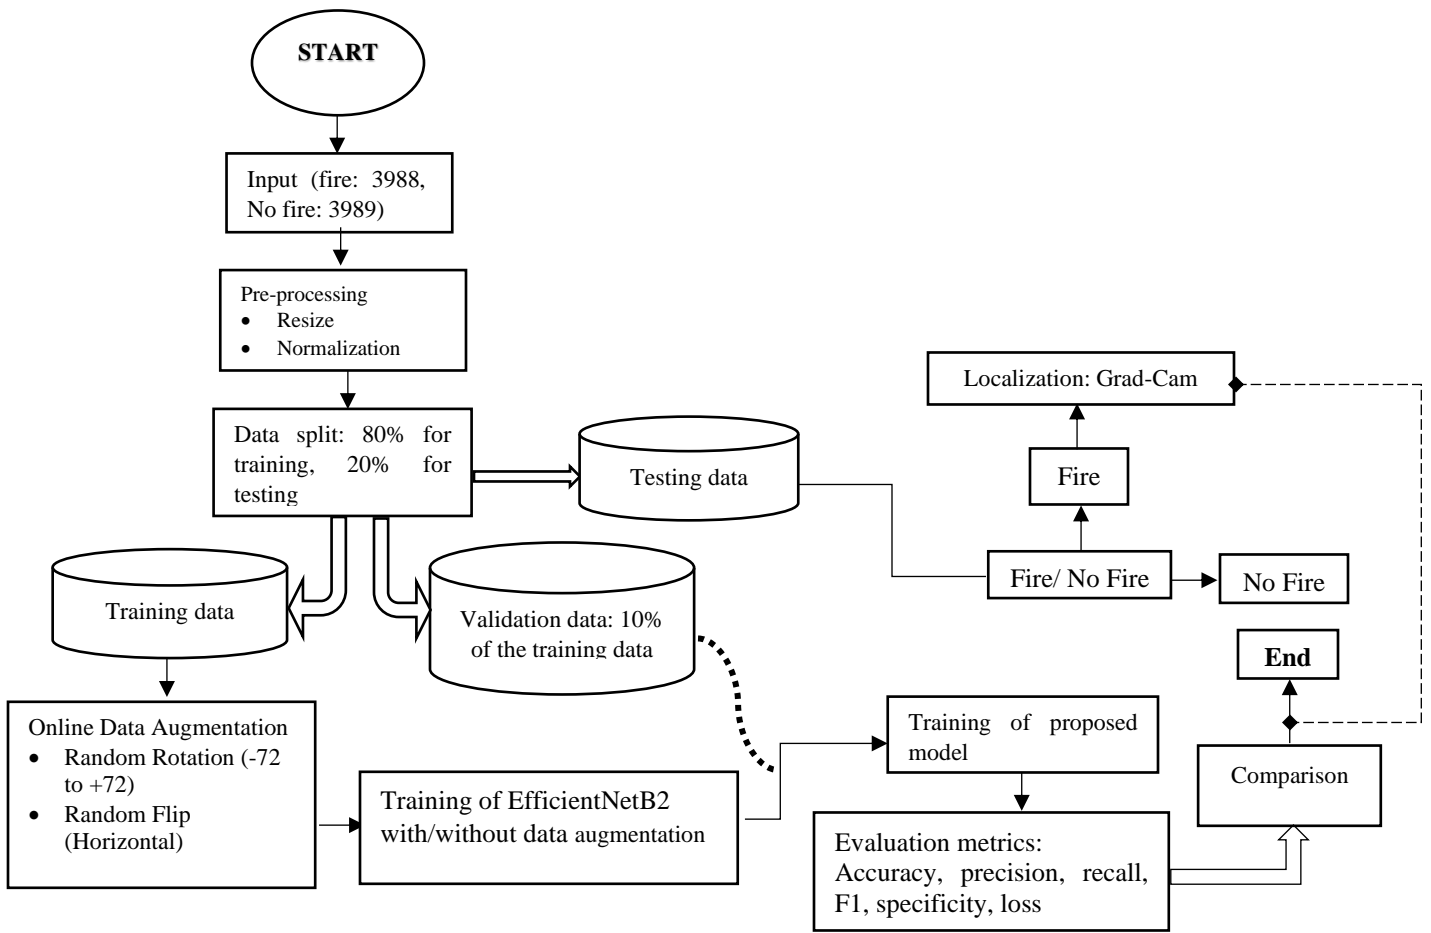 START
Input (fire: 3988,
No fire: 3989)
Pre-processing
• Resize
• Normalization
Data split: 80% for
training, 20% for
testing
Testing data
Localization: Grad-Cam
Fire
Fire/ No Fire
No Fire
Training data
Validation data: 10%
of the training data
End
Online Data Augmentation
• Random Rotation (-72
to +72)
• Random Flip
(Horizontal)
Training of EfficientNetB2
with/without data augmentation
Training of proposed
model
Comparison
Evaluation metrics:
Accuracy, precision, recall,
F1, specificity, loss